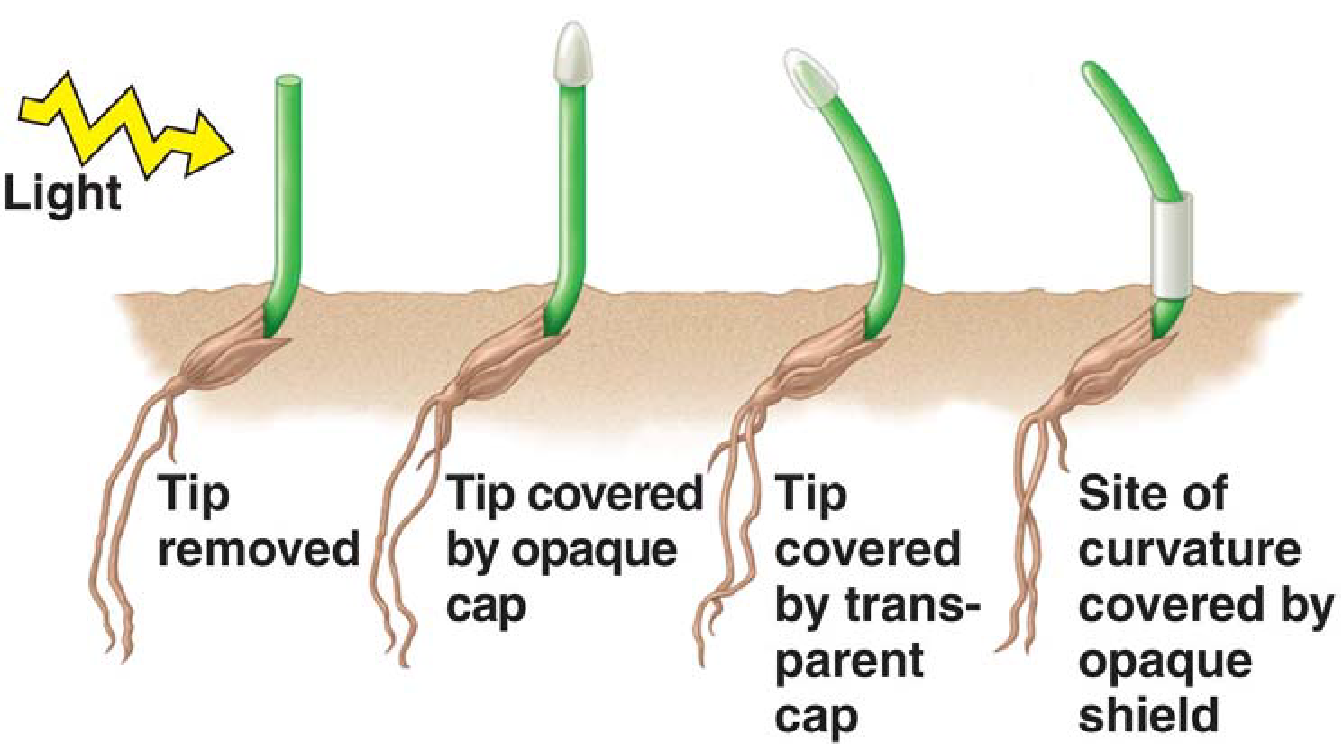 Light
Tip
removed
Tip covered
by opaque
cap
Tip
covered
by trans-
parent
cap
Site of
curvature
covered by
opaque
shield